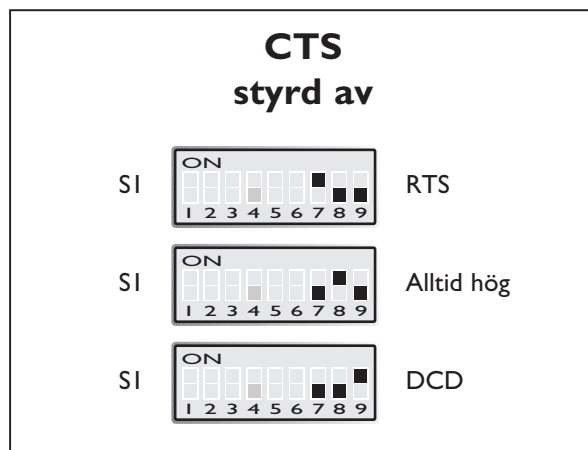 CTS
styrd av
ON
S1 RTS
1 2 3 4 5 6 7 8 9
ON
S1 Alltid hög
1 2 3 4 5 6 7 8 9
ON
S1 DCD
1 2 3 4 5 6 7 8 9